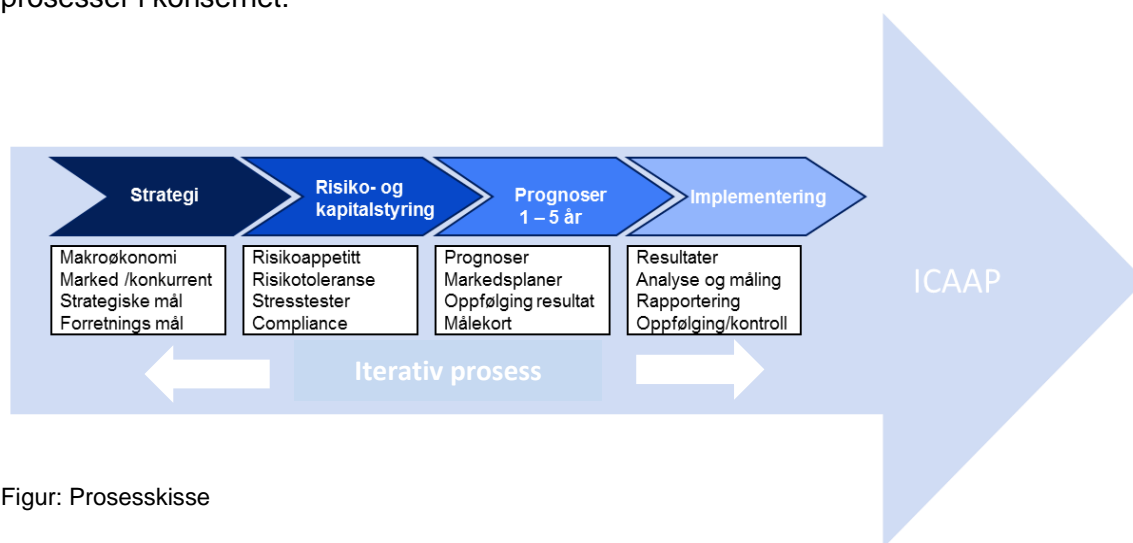 prosesser i konsernet.
Strategi
Risiko- og
kapitalstyring
Prognoser
1 – 5 år
Implementering
Makroøkonomi
Marked /konkurrent
Strategiske mål
Forretnings mål
Risikoappetitt
Risikotoleranse
Stresstester
Compliance
Prognoser
Markedsplaner
Oppfølging resultat
Målekort
Resultater
Analyse og måling
Rapportering
Oppfølging/kontroll
ICAAP
Iterativ prosess
Figur: Prosesskisse